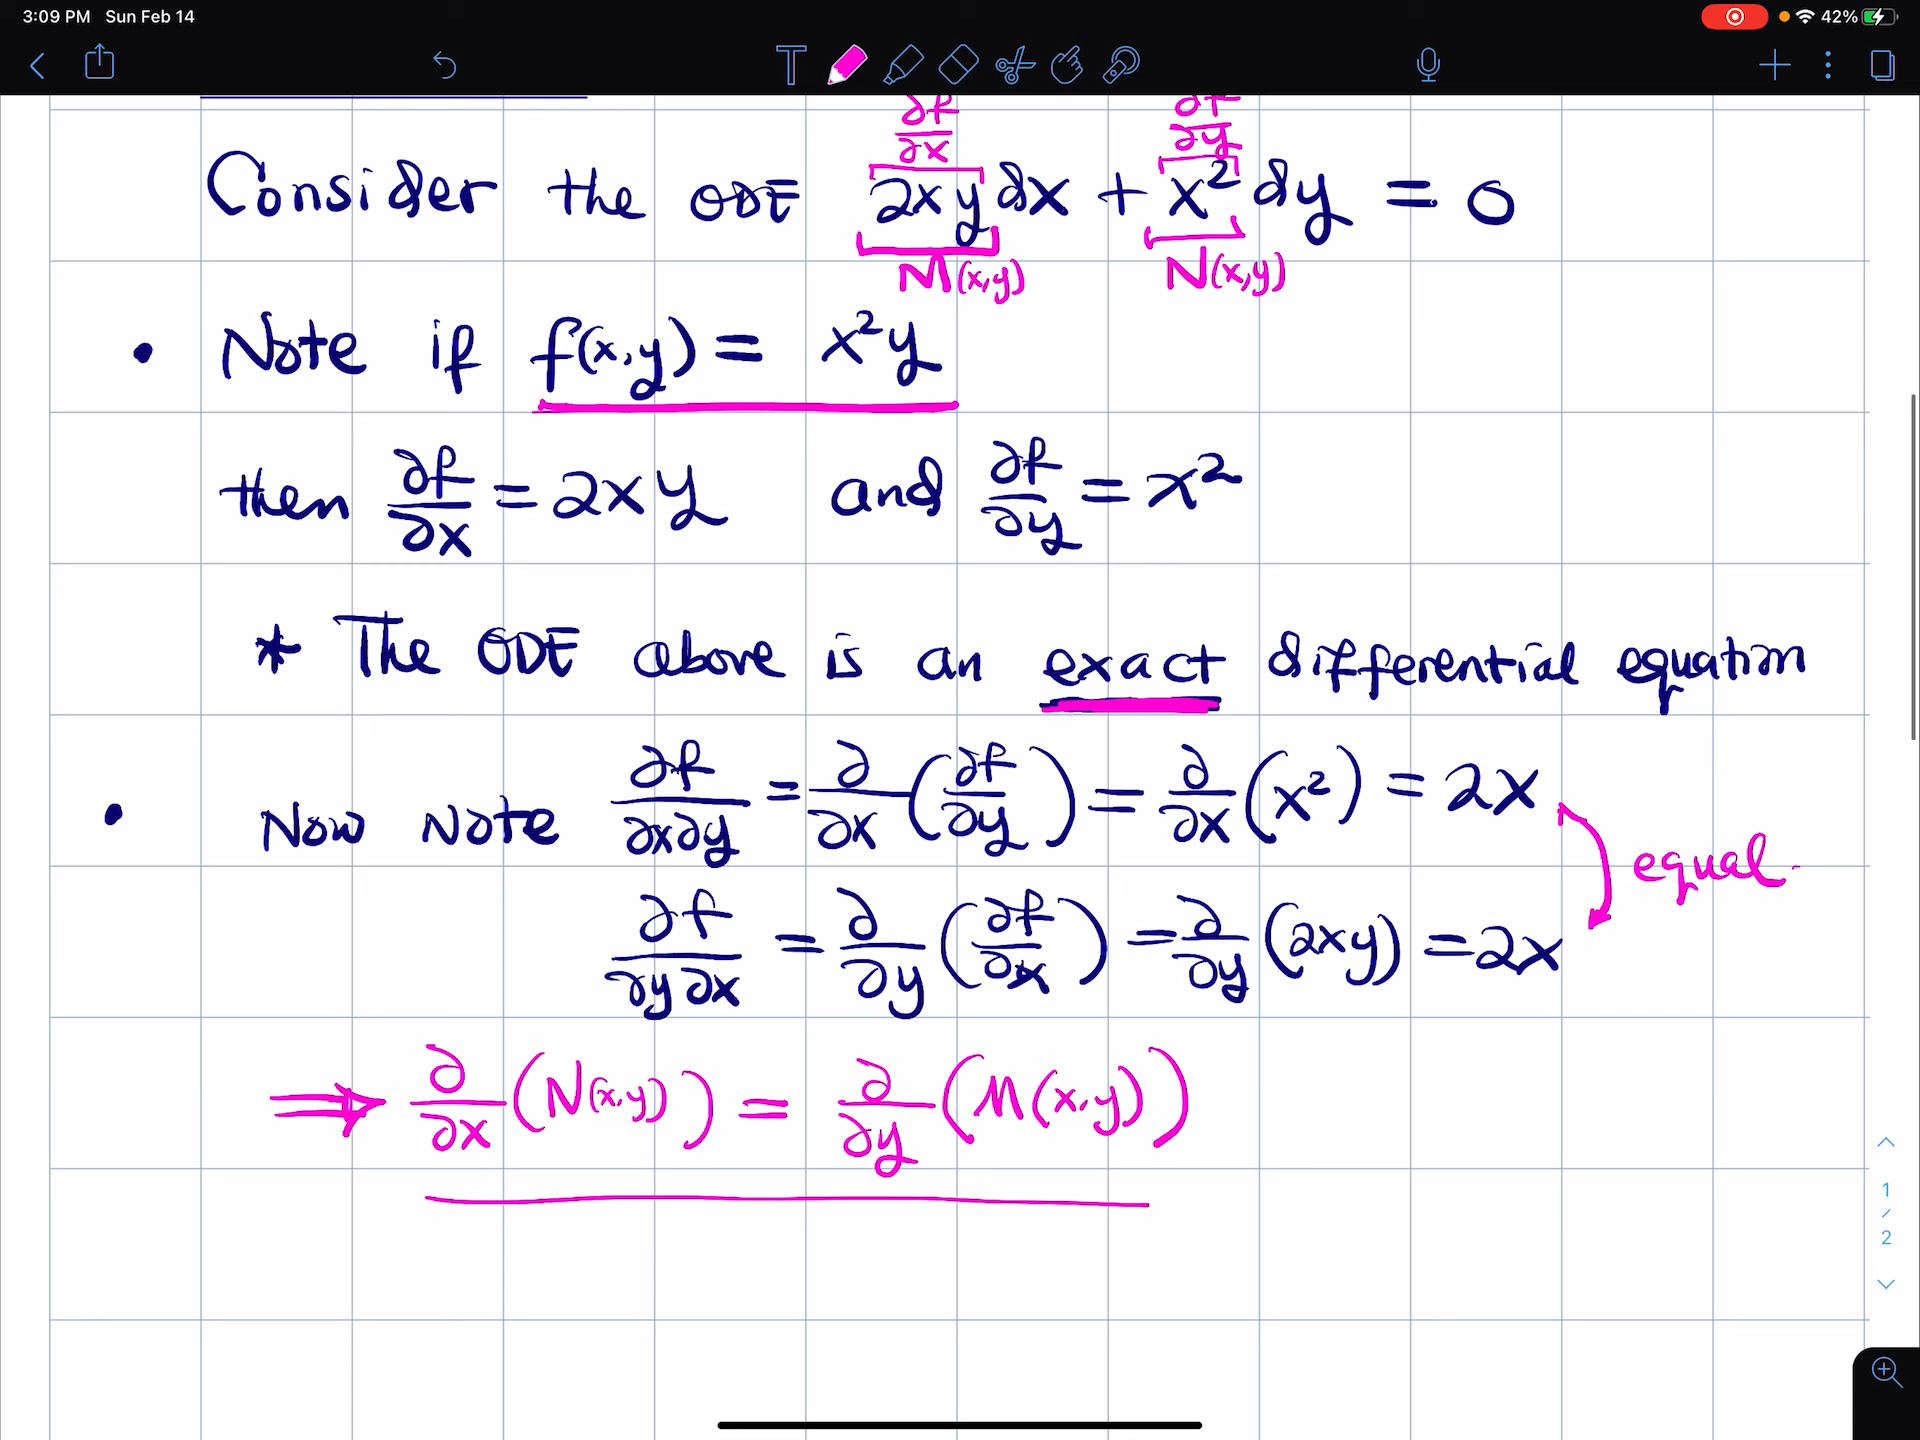 3:09 PM Sun Feb 14
42%
∂f/∂x ∂f/∂y
Consider the ODE 2xy dx + x² dy = 0
M(x,y) N(x,y)
• Note if f(x,y) = x²y
then ∂f/∂x = 2xy and ∂f/∂y = x²
* The ODE above is an exact differential equation
• Now Note ∂f/∂x∂y = ∂/∂x (∂f/∂y) = ∂/∂x (x²) = 2x
equal.
∂f/∂y∂x = ∂/∂y (∂f/∂x) = ∂/∂y (2xy) = 2x
⟹ ∂/∂x (N(x,y)) = ∂/∂y (M(x,y))
1
/
2